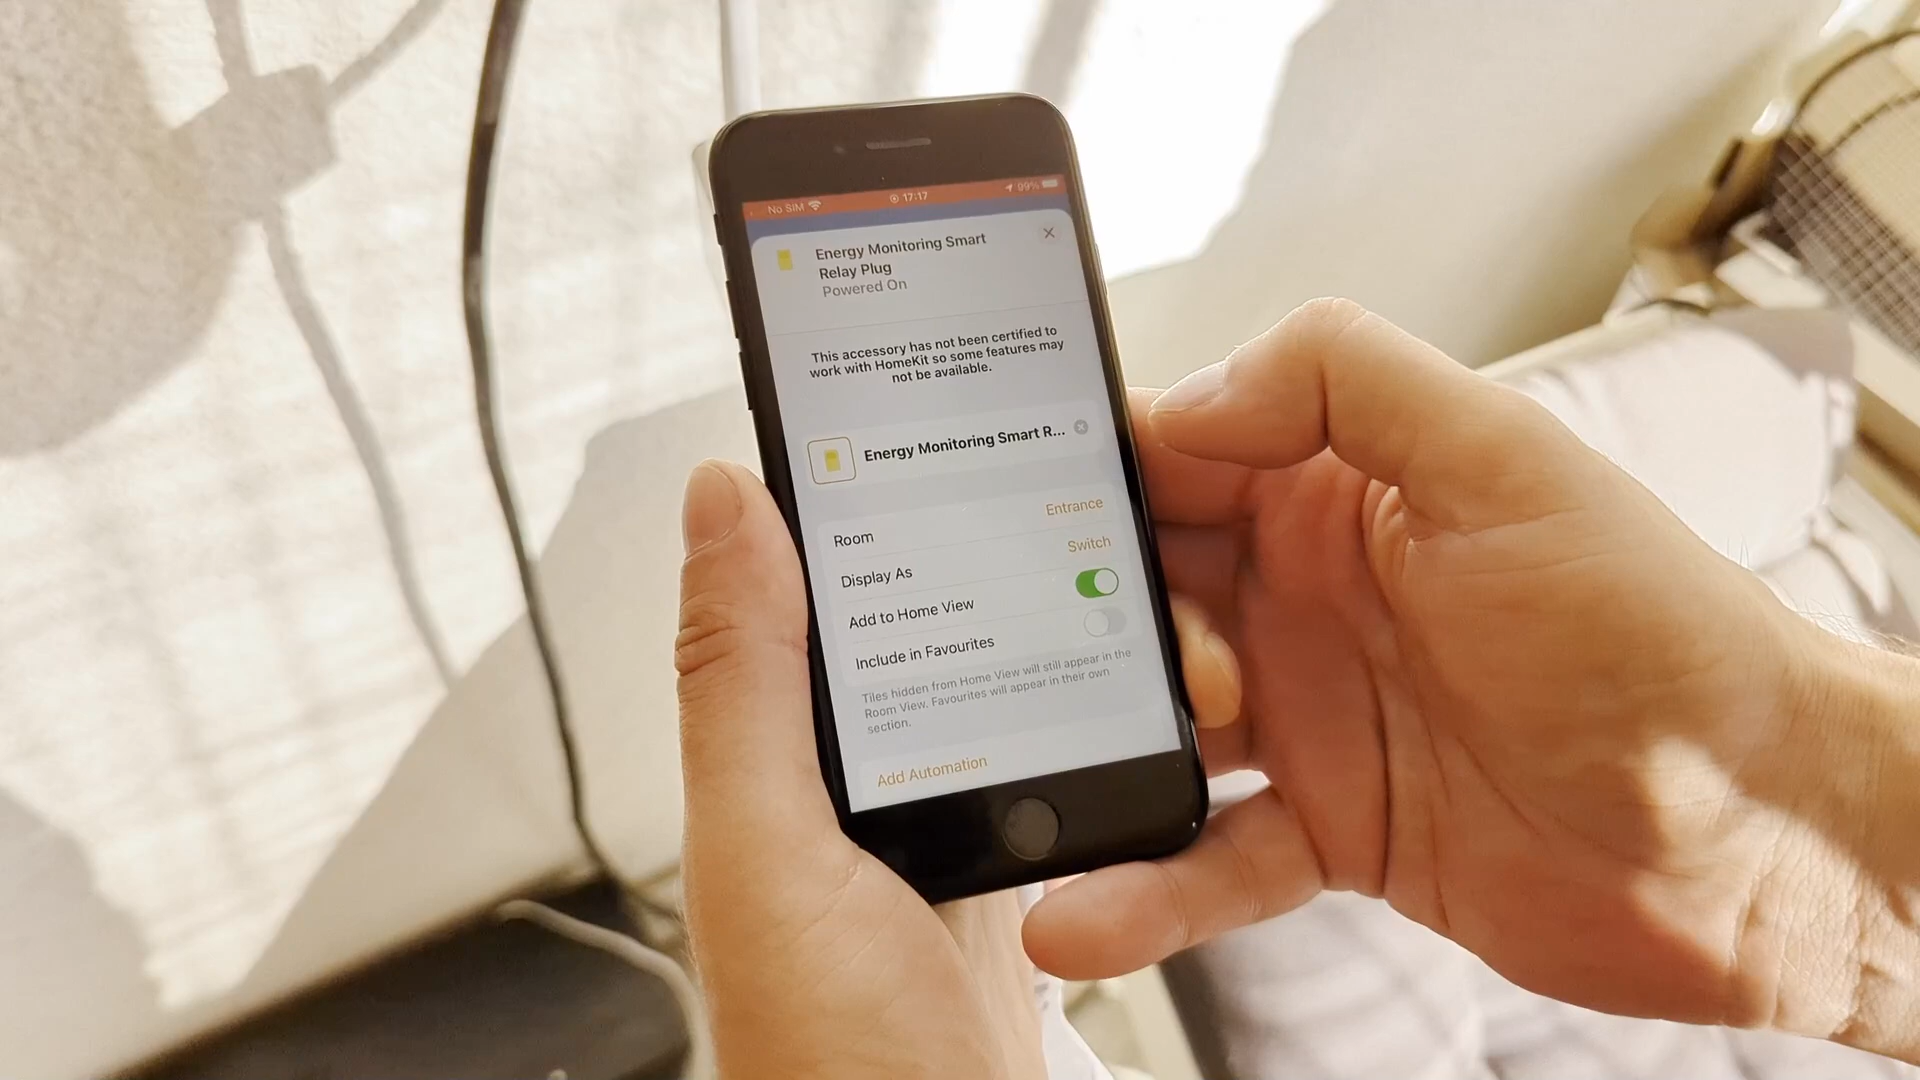 No SIM 17:17 99%
Energy Monitoring Smart
Relay Plug
Powered On
This accessory has not been certified to
work with HomeKit so some features may
not be available.
Energy Monitoring Smart R...
Room Entrance
Display As Switch
Add to Home View
Include in Favourites
Tiles hidden from Home View will still appear in the
Room View. Favourites will appear in their own
section.
Add Automation